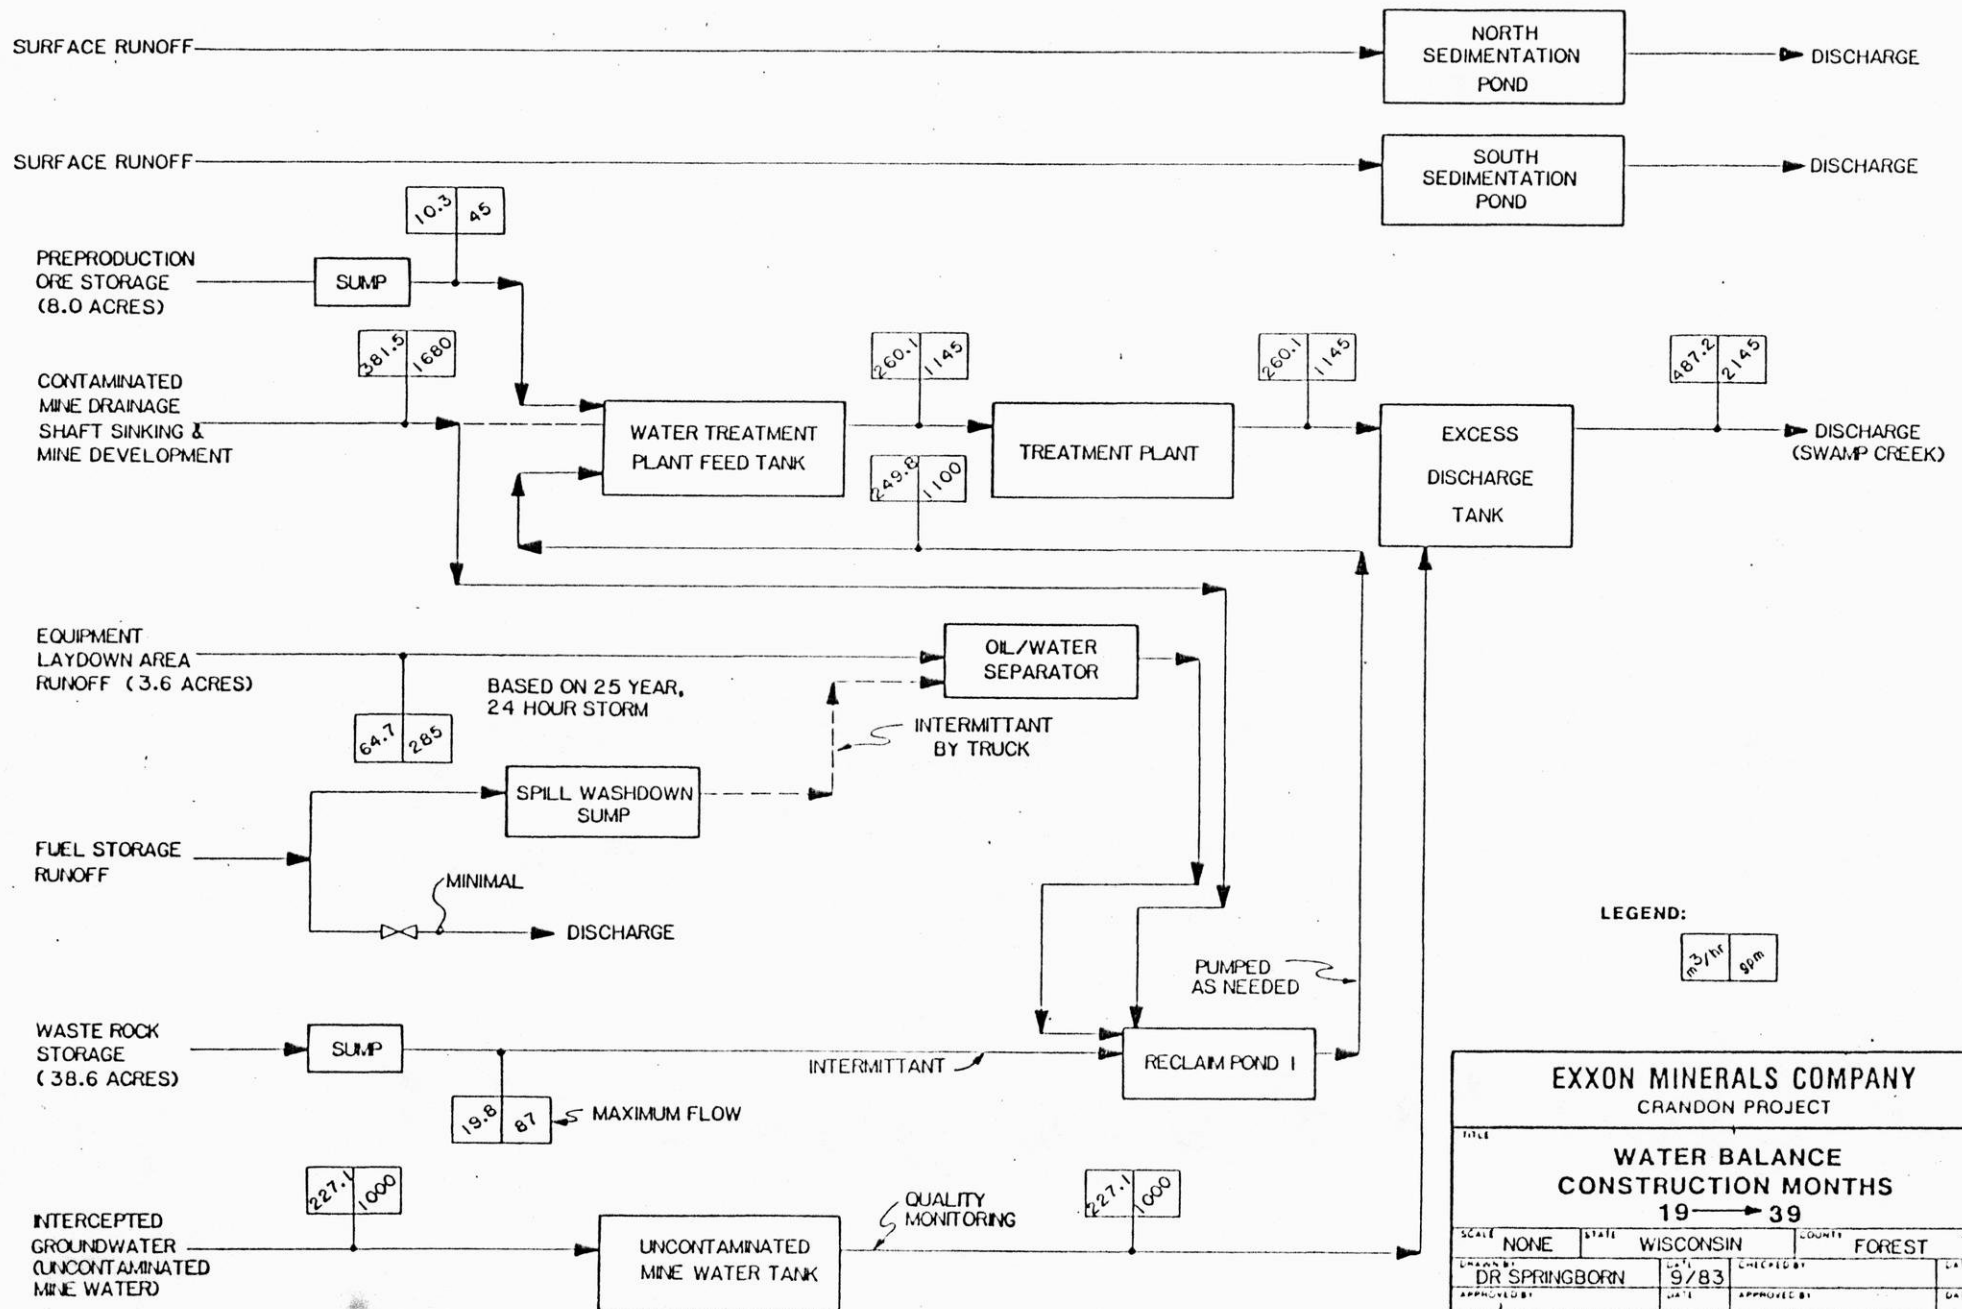 SURFACE RUNOFF
NORTH
SEDIMENTATION
POND
DISCHARGE
SURFACE RUNOFF
SOUTH
SEDIMENTATION
POND
DISCHARGE
10.3 45
PREPRODUCTION
ORE STORAGE
(8.0 ACRES)
SUMP
381.5 1680
260.1 1145
260.1 1145
487.2 2145
CONTAMINATED
MINE DRAINAGE
SHAFT SINKING &
MINE DEVELOPMENT
WATER TREATMENT
PLANT FEED TANK
TREATMENT PLANT
EXCESS
DISCHARGE
TANK
DISCHARGE
(SWAMP CREEK)
249.8 1100
EQUIPMENT
LAYDOWN AREA
RUNOFF (3.6 ACRES)
OIL/WATER
SEPARATOR
BASED ON 25 YEAR,
24 HOUR STORM
64.7 285
INTERMITTANT
BY TRUCK
SPILL WASHDOWN
SUMP
FUEL STORAGE
RUNOFF
MINIMAL
DISCHARGE
LEGEND:
m3/hr gpm
PUMPED
AS NEEDED
WASTE ROCK
STORAGE
(38.6 ACRES)
SUMP
INTERMITTANT
RECLAIM POND 1
19.8 87
MAXIMUM FLOW
227.1 1000
227.1 1000
QUALITY
MONITORING
INTERCEPTED
GROUNDWATER
(UNCONTAMINATED
MINE WATER)
UNCONTAMINATED
MINE WATER TANK
EXXON MINERALS COMPANY
CRANDON PROJECT
TITLE
WATER BALANCE
CONSTRUCTION MONTHS
19 → 39
SCALE NONE STATE WISCONSIN COUNTY FOREST
DRAWN BY DR SPRINGBORN DATE 9/83 CHECKED BY
APPROVED BY DATE APPROVED BY